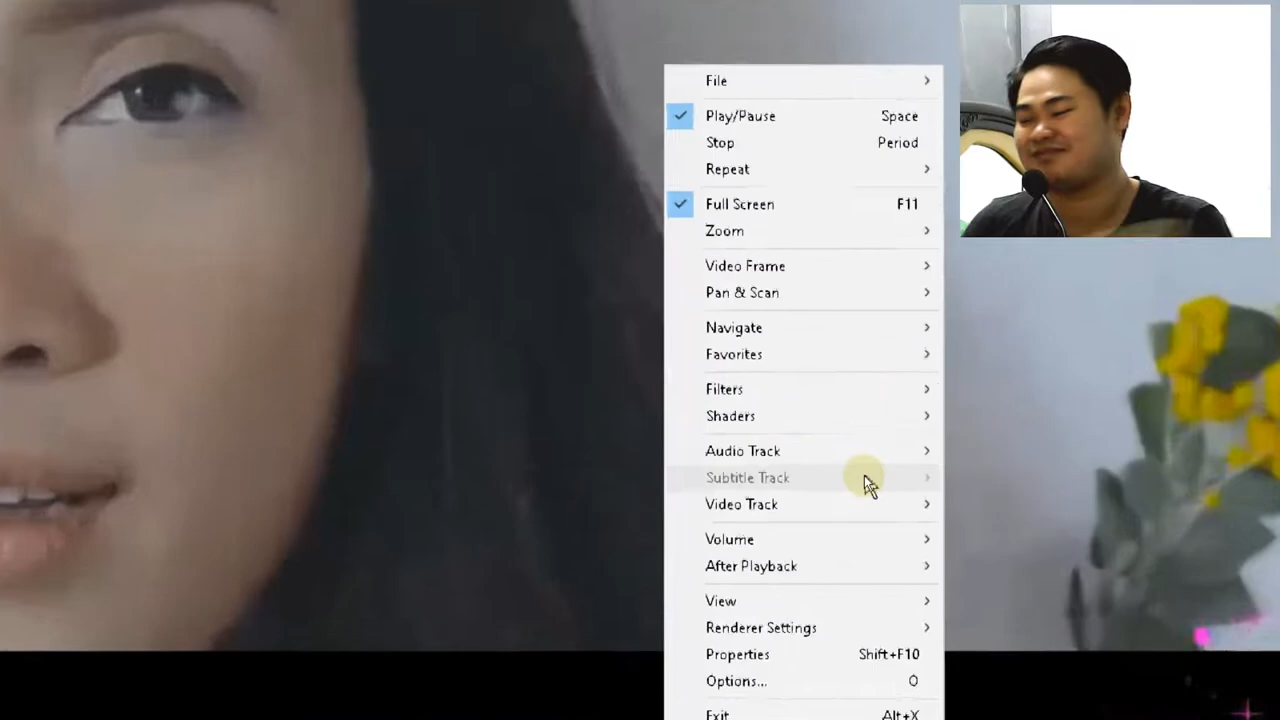 File
Play/Pause Space
Stop Period
Repeat
Full Screen F11
Zoom
Video Frame
Pan & Scan
Navigate
Favorites
Filters
Shaders
Audio Track
Subtitle Track
Video Track
Volume
After Playback
View
Renderer Settings
Properties Shift+F10
Options... O
Exit Alt+X